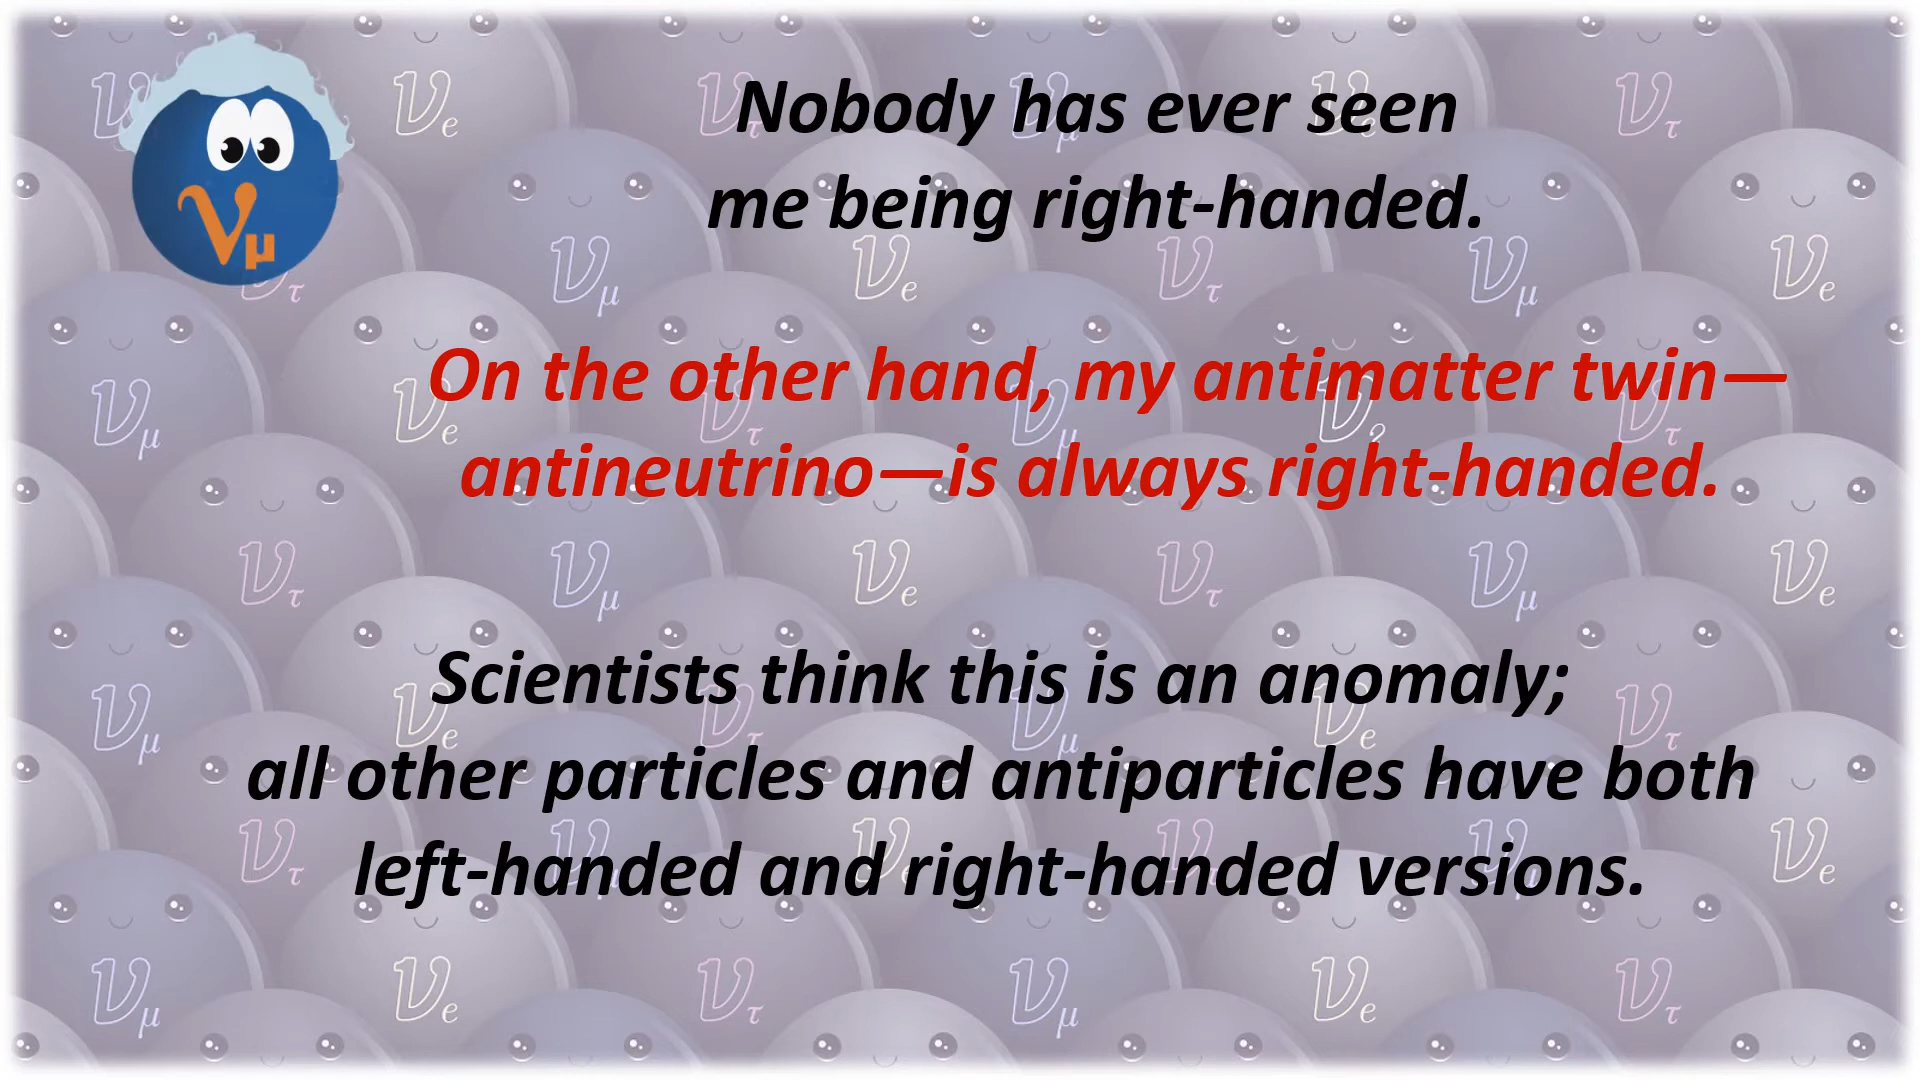 νμ
Nobody has ever seen
me being right-handed.
On the other hand, my antimatter twin—
antineutrino—is always right-handed.
Scientists think this is an anomaly;
all other particles and antiparticles have both
left-handed and right-handed versions.